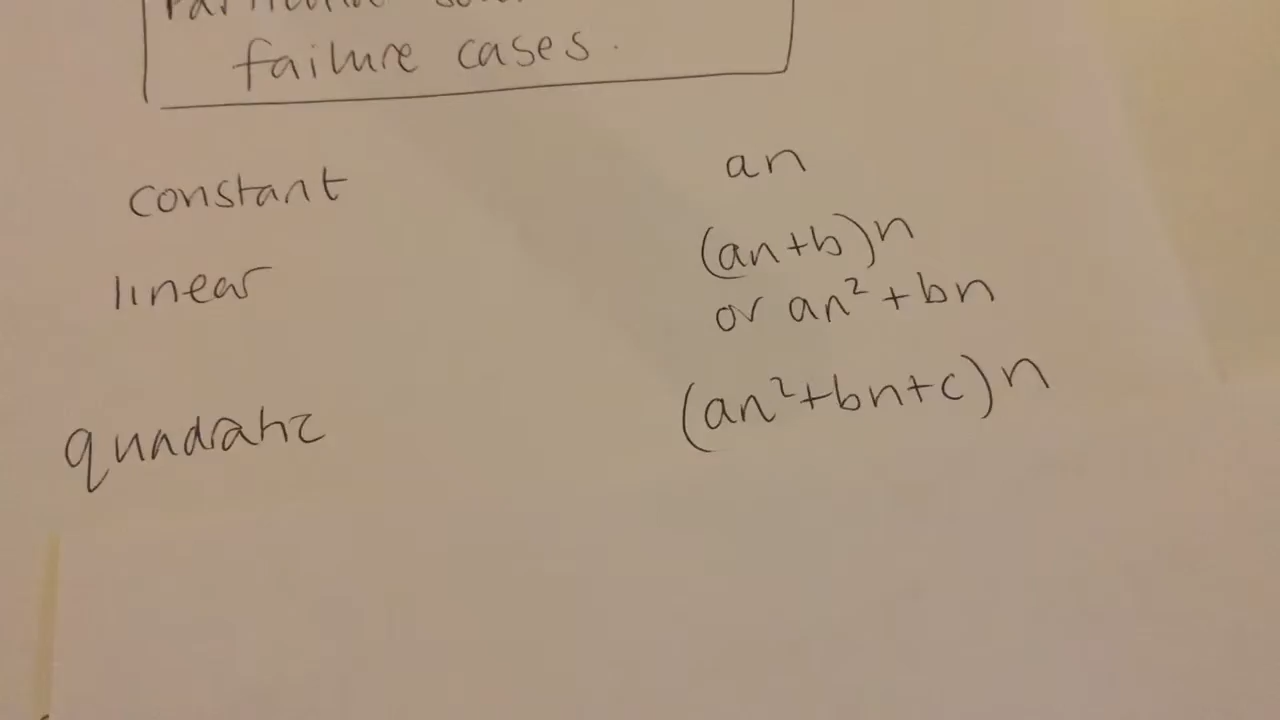 failure cases.
constant an
linear (an+b)n
or an²+bn
quadratic (an²+bn+c)n